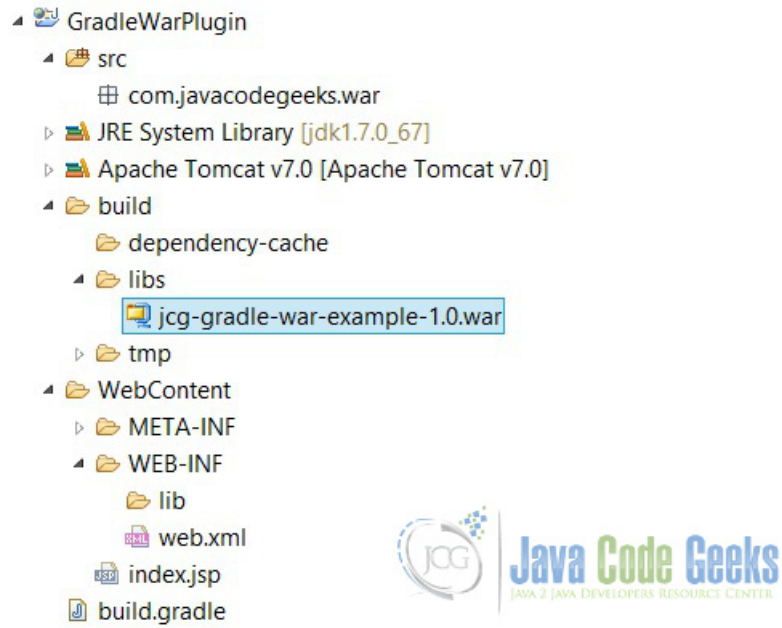 GradleWarPlugin
src
com.javacodegeeks.war
JRE System Library [jdk1.7.0_67]
Apache Tomcat v7.0 [Apache Tomcat v7.0]
build
dependency-cache
libs
jcg-gradle-war-example-1.0.war
tmp
WebContent
META-INF
WEB-INF
lib
XML web.xml
JSP index.jsp
J build.gradle
JCG
Java Code Geeks
JAVA 2 JAVA DEVELOPERS RESOURCE CENTER